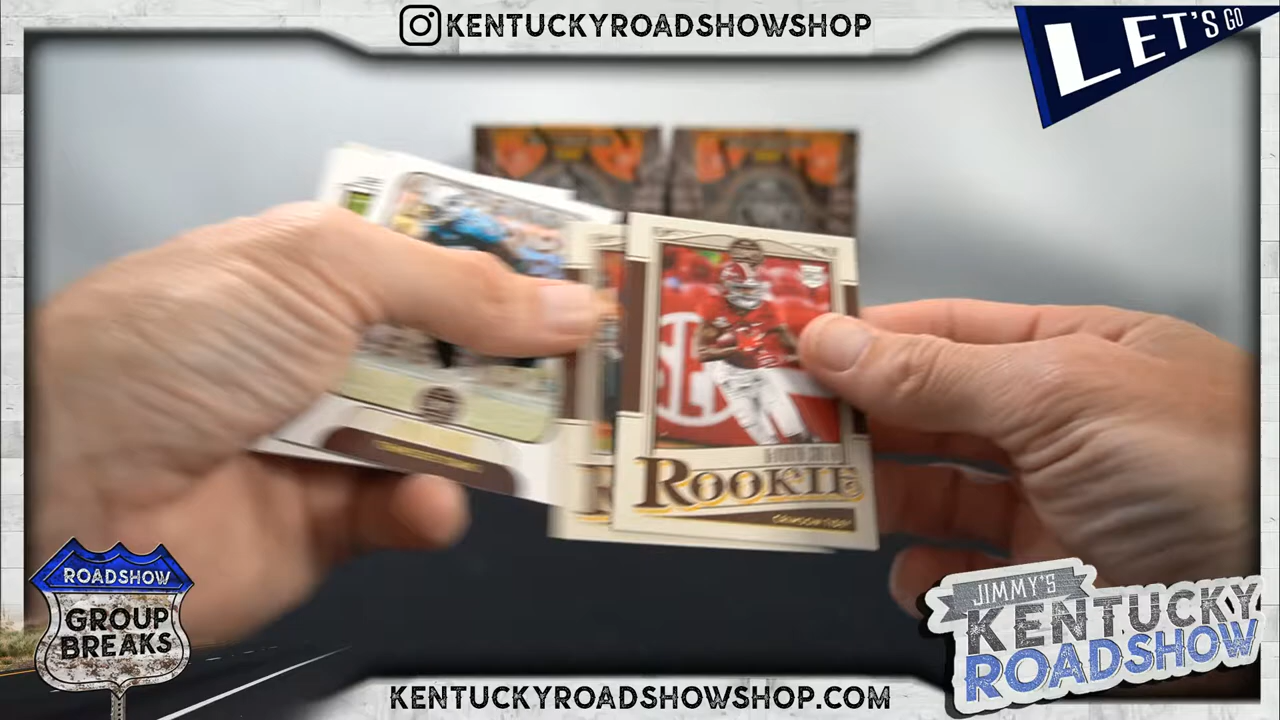 KENTUCKYROADSHOWSHOP
LET'S GO
ROOKIE
ROADSHOW
GROUP
BREAKS
JIMMY'S
KENTUCKY
ROADSHOW
KENTUCKYROADSHOWSHOP.COM